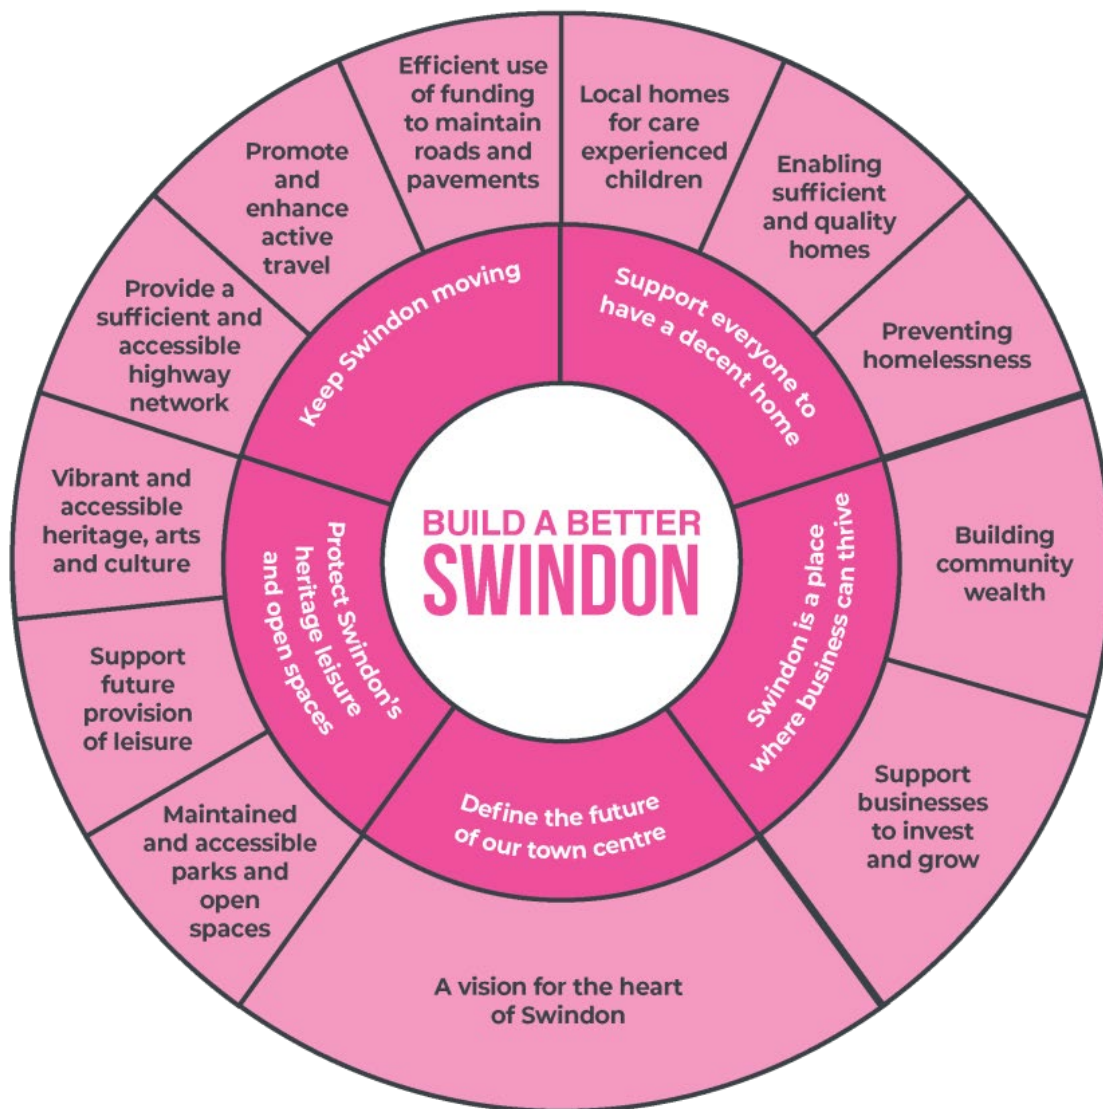 BUILD A BETTER
SWINDON
Support everyone to
have a decent home
Local homes
for care
experienced
children
Enabling
sufficient
and quality
homes
Preventing
homelessness
Swindon is a place
where business can thrive
Building
community
wealth
Support
businesses
to invest
and grow
Define the future
of our town centre
A vision for the heart
of Swindon
Protect Swindon's
heritage leisure
and open spaces
Maintained
and accessible
parks and
open
spaces
Support
future
provision
of leisure
Vibrant and
accessible
heritage, arts
and culture
Keep Swindon moving
Provide a
sufficient and
accessible
highway
network
Promote
and
enhance
active
travel
Efficient use
of funding
to maintain
roads and
pavements